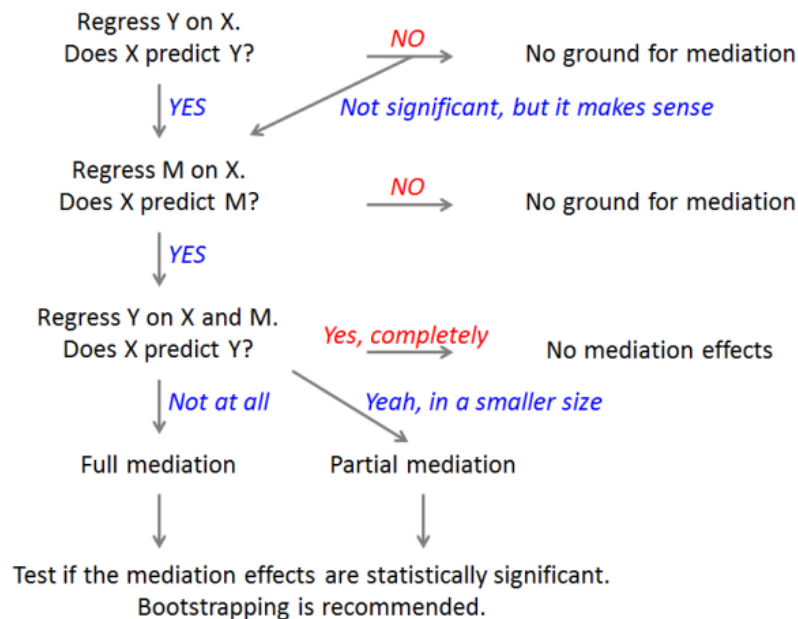 Regress Y on X.
Does X predict Y?
NO
No ground for mediation
YES
Not significant, but it makes sense
Regress M on X.
Does X predict M?
NO
No ground for mediation
YES
Regress Y on X and M.
Does X predict Y?
Yes, completely
No mediation effects
Not at all
Yeah, in a smaller size
Full mediation
Partial mediation
Test if the mediation effects are statistically significant.
Bootstrapping is recommended.